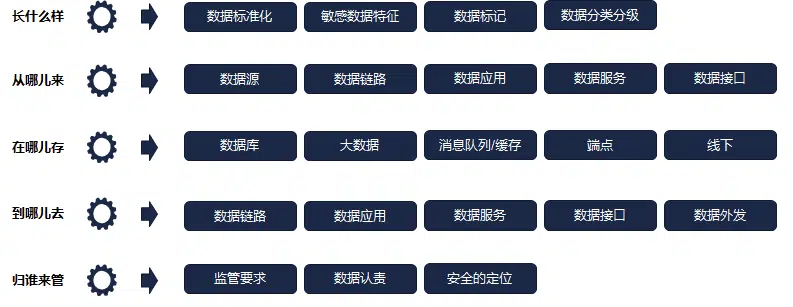 长什么样 数据标准化 敏感数据特征 数据标记 数据分类分级
从哪儿来 数据源 数据链路 数据应用 数据服务 数据接口
在哪儿存 数据库 大数据 消息队列/缓存 端点 线下
到哪儿去 数据链路 数据应用 数据服务 数据接口 数据外发
归谁来管 监管要求 数据认责 安全的定位